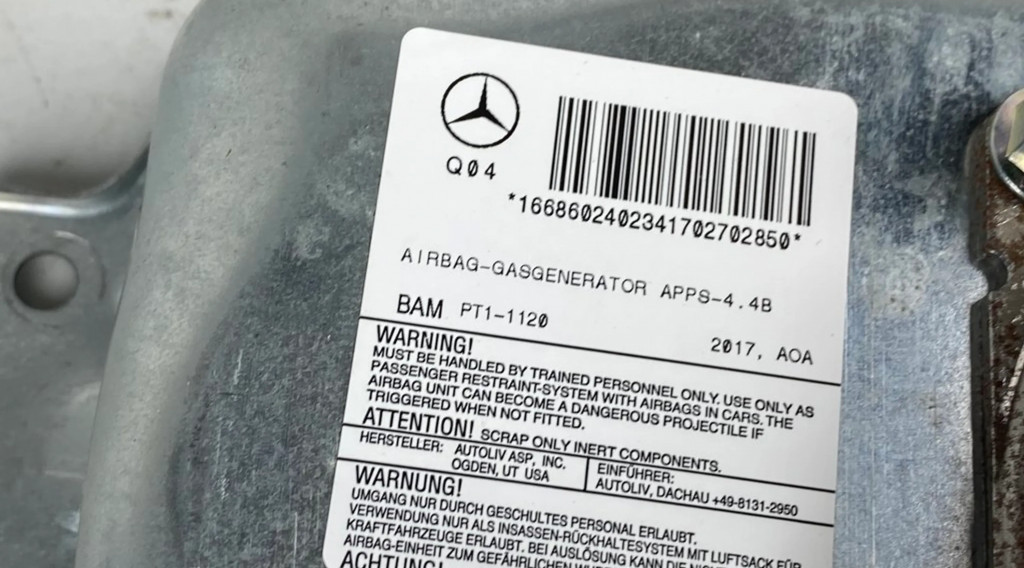 Q04
*16686024023417027028​50*
AIRBAG-GASGENERATOR APPS-4.4B
BAM PT1-1120
2017, AOA
WARNING!
MUST BE HANDLED BY TRAINED PERSONNEL ONLY. USE ONLY AS
PASSENGER RESTRAINT-SYSTEM WITH AIRBAGS IN CARS. THE
AIRBAG UNIT CAN BECOME A DANGEROUS PROJECTILE IF
TRIGGERED WHEN NOT FITTED.
ATTENTION! SCRAP ONLY INERT COMPONENTS.
HERSTELLER: AUTOLIV ASP, INC.
OGDEN, UT USA
EINFÜHRER:
AUTOLIV, DACHAU +49-8131-2950
WARNUNG!
UMGANG NUR DURCH GESCHULTES PERSONAL ERLAUBT.
VERWENDUNG NUR ALS INSASSEN-RÜCKHALTESYSTEM MIT LUFTSACK FÜR
KRAFTFAHRZEUGE ERLAUBT. BEI AUSLÖSUNG KANN DIE
AIRBAG-EINHEIT ZUM GEFÄHRLICHEN
ACHTUNG!